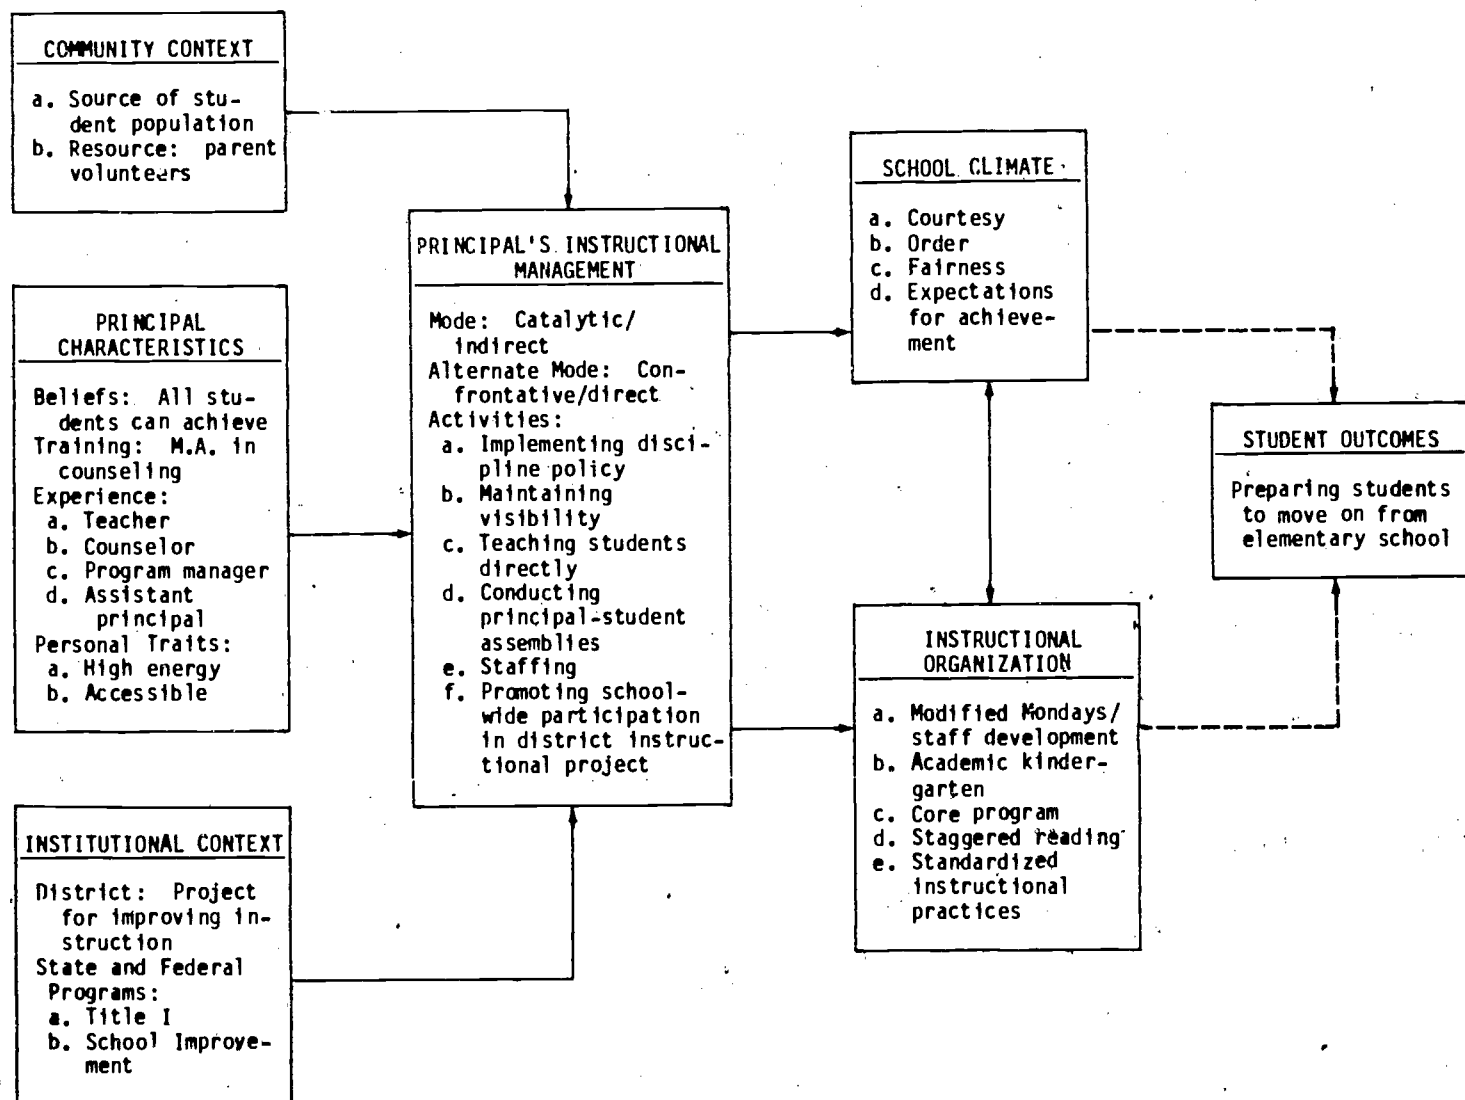 COMMUNITY CONTEXT
a. Source of stu-
dent population
b. Resource: parent
volunteers
PRINCIPAL
CHARACTERISTICS
Beliefs: All stu-
dents can achieve
Training: M.A. in
counseling
Experience:
a. Teacher
b. Counselor
c. Program manager
d. Assistant
principal
Personal Traits:
a. High energy
b. Accessible
INSTITUTIONAL CONTEXT
District: Project
for improving in-
struction
State and Federal
Programs:
a. Title I
b. School Improve-
ment
PRINCIPAL'S INSTRUCTIONAL
MANAGEMENT
Mode: Catalytic/
indirect
Alternate Mode: Con-
frontative/direct
Activities:
a. Implementing disci-
pline policy
b. Maintaining
visibility
c. Teaching students
directly
d. Conducting
principal-student
assemblies
e. Staffing
f. Promoting school-
wide participation
in district instruc-
tional project
SCHOOL CLIMATE
a. Courtesy
b. Order
c. Fairness
d. Expectations
for achieve-
ment
INSTRUCTIONAL
ORGANIZATION
a. Modified Mondays/
staff development
b. Academic kinder-
garten
c. Core program
d. Staggered reading
e. Standardized
instructional
practices
STUDENT OUTCOMES
Preparing students
to move on from
elementary school